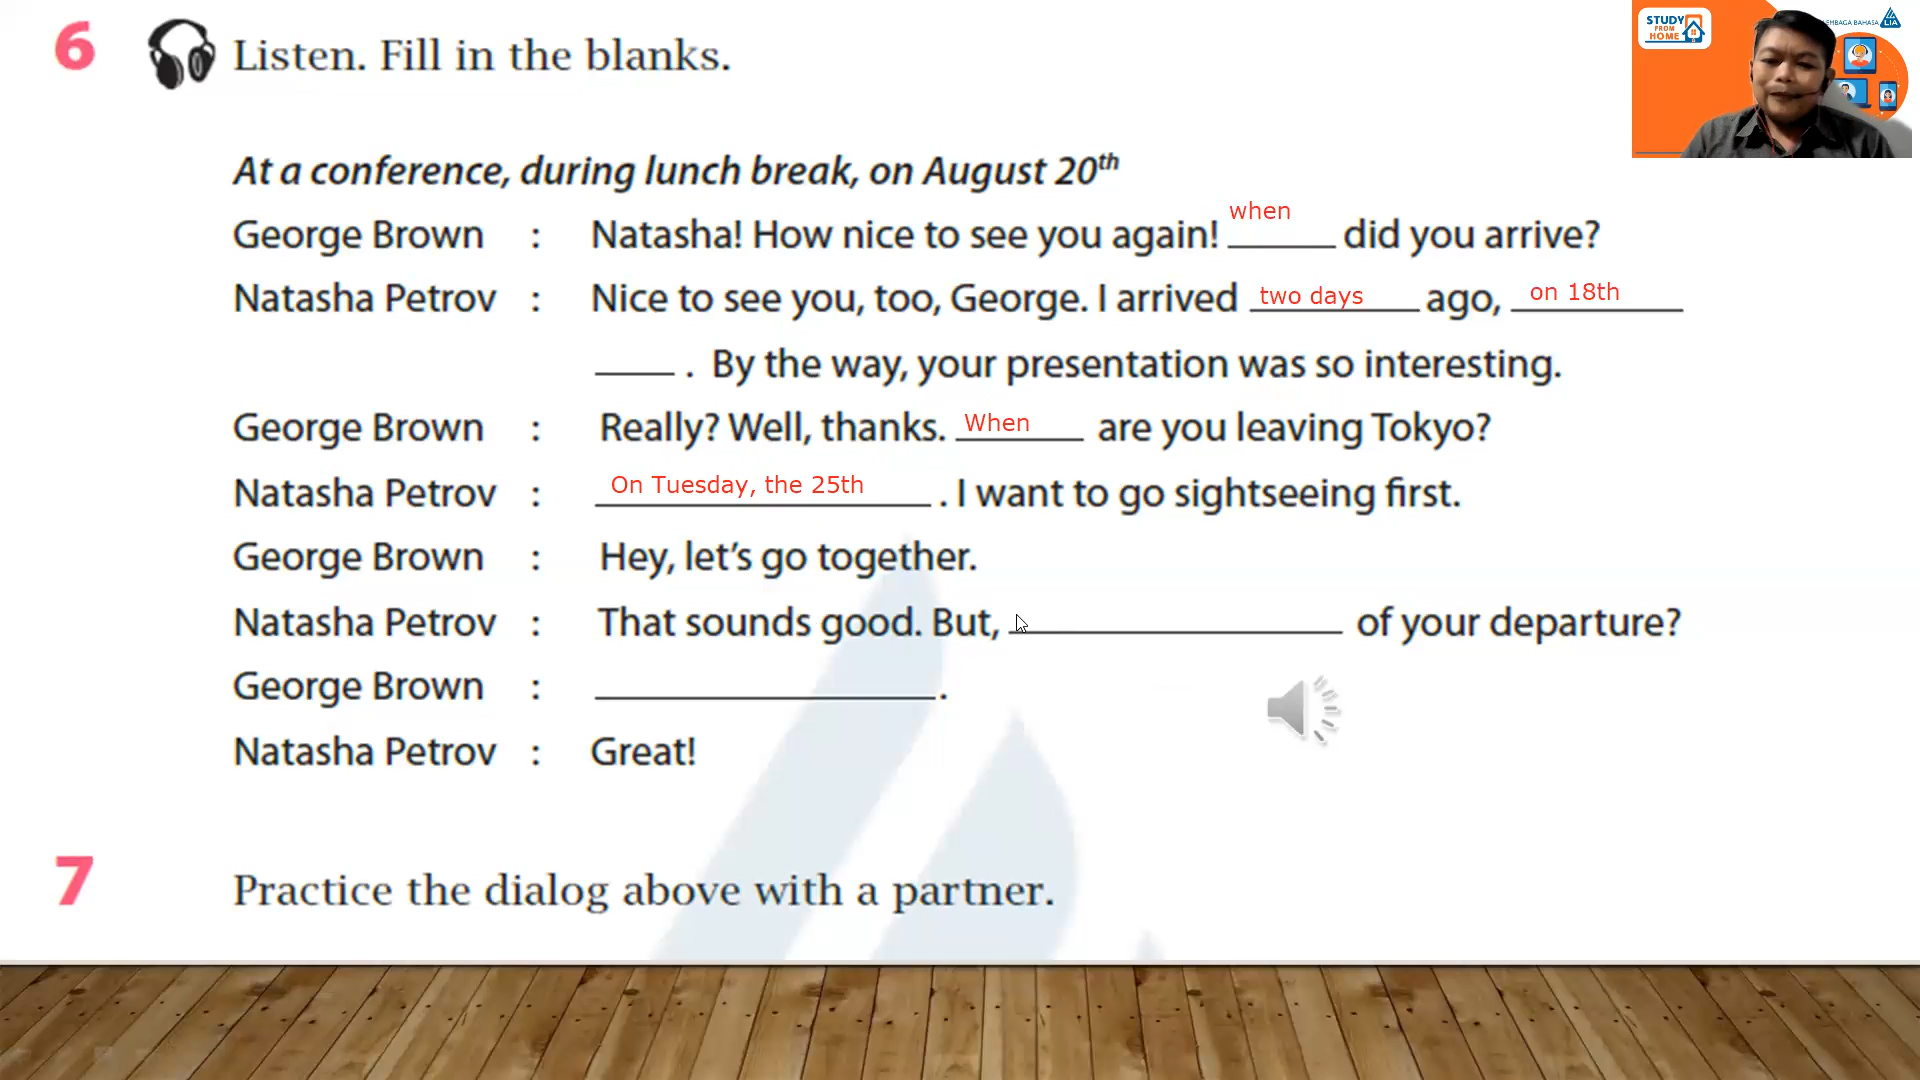 6 Listen. Fill in the blanks.
STUDY
FROM
HOME
LEMBAGA BAHASA LIA
At a conference, during lunch break, on August 20th
George Brown : Natasha! How nice to see you again! when did you arrive?
Natasha Petrov : Nice to see you, too, George. I arrived two days ago, on 18th
____ . By the way, your presentation was so interesting.
George Brown : Really? Well, thanks. When are you leaving Tokyo?
Natasha Petrov : On Tuesday, the 25th . I want to go sightseeing first.
George Brown : Hey, let's go together.
Natasha Petrov : That sounds good. But, ________________ of your departure?
George Brown : ________________.
Natasha Petrov : Great!
7 Practice the dialog above with a partner.